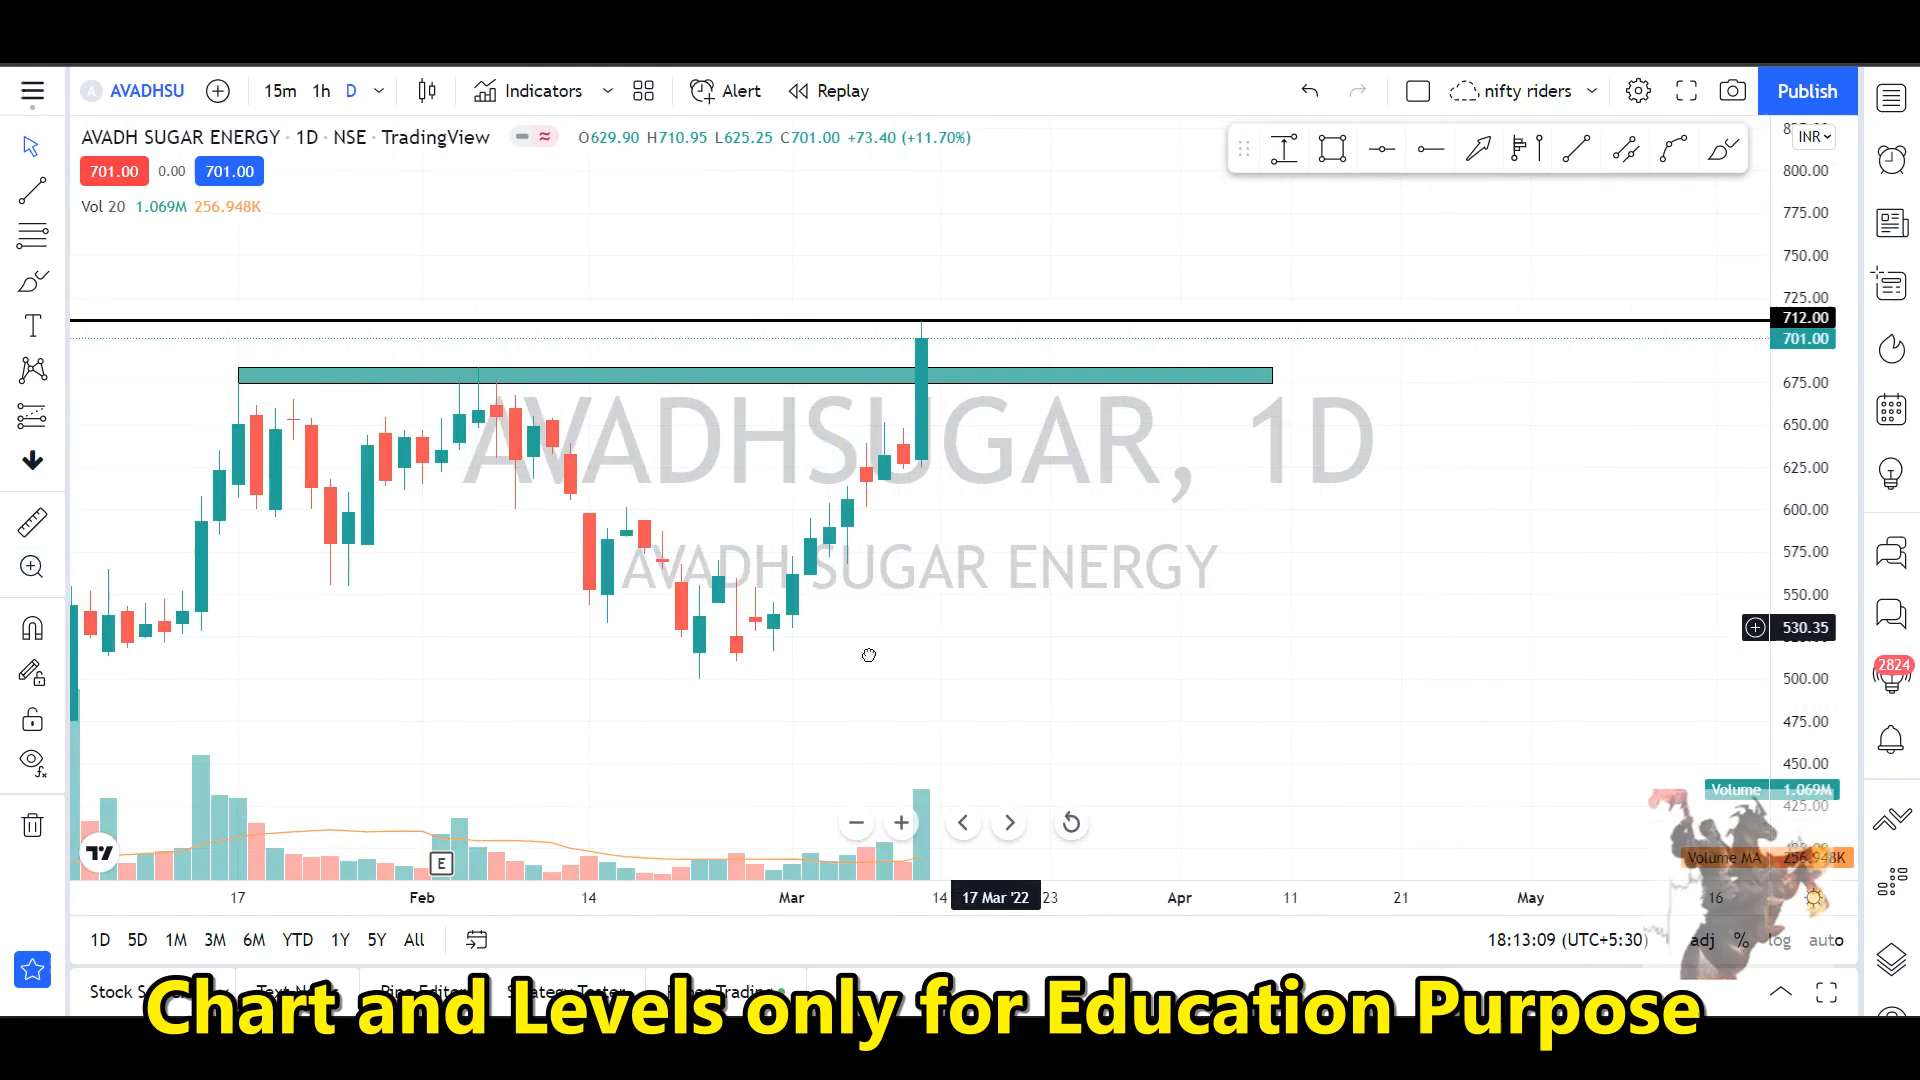 AVADHSU 15m 1h D Indicators Alert Replay nifty riders Publish
AVADH SUGAR ENERGY · 1D · NSE · TradingView O629.90 H710.95 L625.25 C701.00 +73.40 (+11.70%)
INR
701.00 0.00 701.00
800.00
Vol 20 1.069M 256.948K
775.00
750.00
725.00
712.00
701.00
675.00
AVADHSUGAR, 1D
650.00
625.00
600.00
575.00
AVADH SUGAR ENERGY
550.00
530.35
500.00
2824
475.00
450.00
Volume 1.069M
425.00
Volume MA 256.948K
E
17 Feb 14 Mar 14 17 Mar '22 23 Apr 11 21 May 16
1D 5D 1M 3M 6M YTD 1Y 5Y All 18:13:09 (UTC+5:30) adj % log auto
Chart and Levels only for Education Purpose